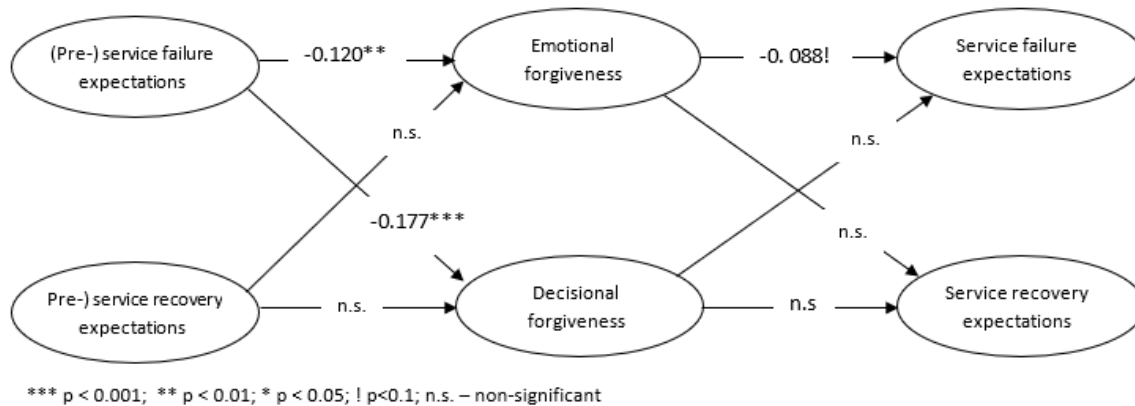 (Pre-) service failure
expectations
-0.120**
Emotional
forgiveness
-0. 088!
Service failure
expectations
n.s.
n.s.
-0.177***
n.s.
Pre-) service recovery
expectations
n.s.
Decisional
forgiveness
n.s
Service recovery
expectations
*** p < 0.001; ** p < 0.01; * p < 0.05; ! p<0.1; n.s. – non-significant